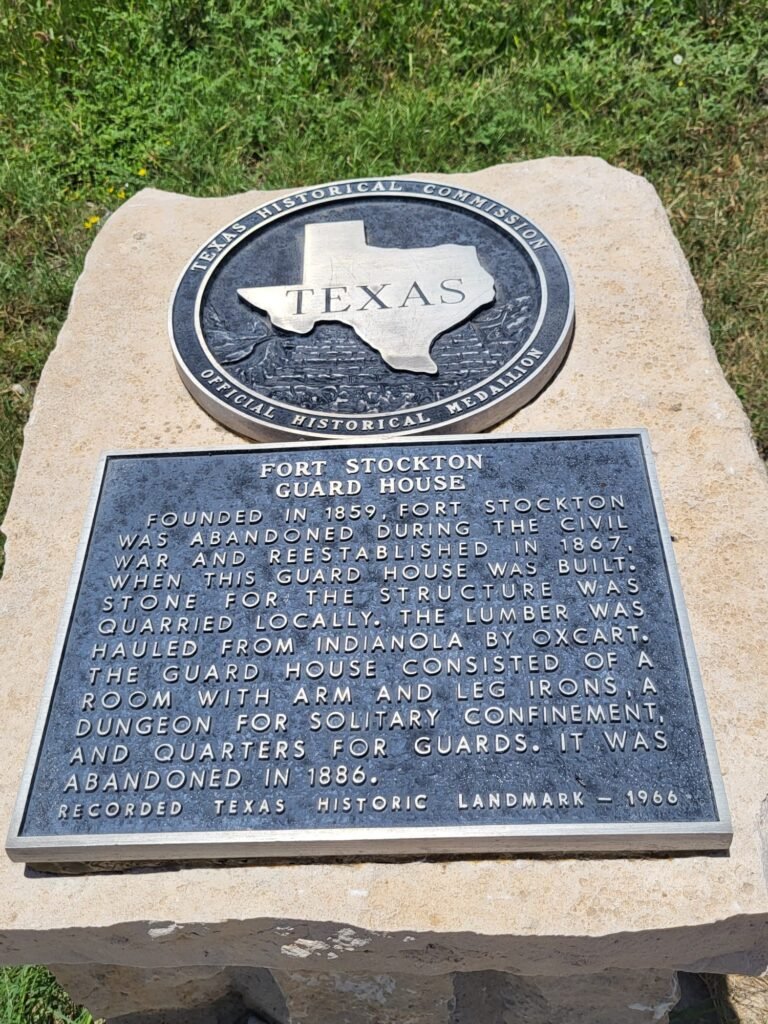 TEXAS HISTORICAL COMMISSION
TEXAS
OFFICIAL HISTORICAL MEDALLION
FORT STOCKTON
GUARD HOUSE
FOUNDED IN 1859, FORT STOCKTON
WAS ABANDONED DURING THE CIVIL
WAR AND REESTABLISHED IN 1867,
WHEN THIS GUARD HOUSE WAS BUILT.
STONE FOR THE STRUCTURE WAS
QUARRIED LOCALLY. THE LUMBER WAS
HAULED FROM INDIANOLA BY OXCART.
THE GUARD HOUSE CONSISTED OF A
ROOM WITH ARM AND LEG IRONS, A
DUNGEON FOR SOLITARY CONFINEMENT,
AND QUARTERS FOR GUARDS. IT WAS
ABANDONED IN 1886.
RECORDED TEXAS HISTORIC LANDMARK — 1966